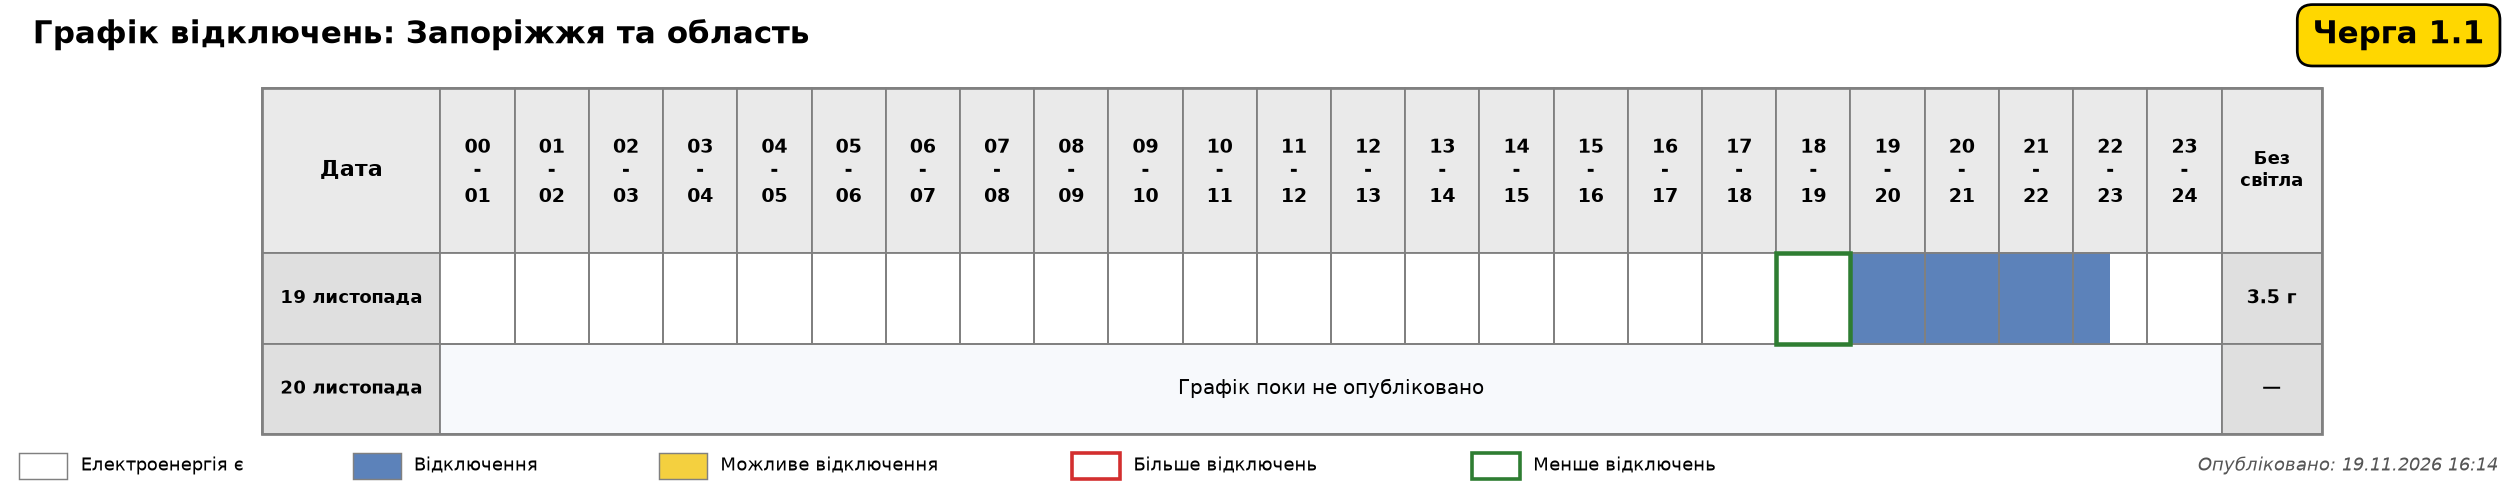 Графік відключень: Запоріжжя та область
Черга 1.1
Дата
00 - 01
01 - 02
02 - 03
03 - 04
04 - 05
05 - 06
06 - 07
07 - 08
08 - 09
09 - 10
10 - 11
11 - 12
12 - 13
13 - 14
14 - 15
15 - 16
16 - 17
17 - 18
18 - 19
19 - 20
20 - 21
21 - 22
22 - 23
23 - 24
Без
світла
19 листопада
3.5 г
20 листопада
Графік поки не опубліковано
—
Електроенергія є
Відключення
Можливе відключення
Більше відключень
Менше відключень
Опубліковано: 19.11.2026 16:14